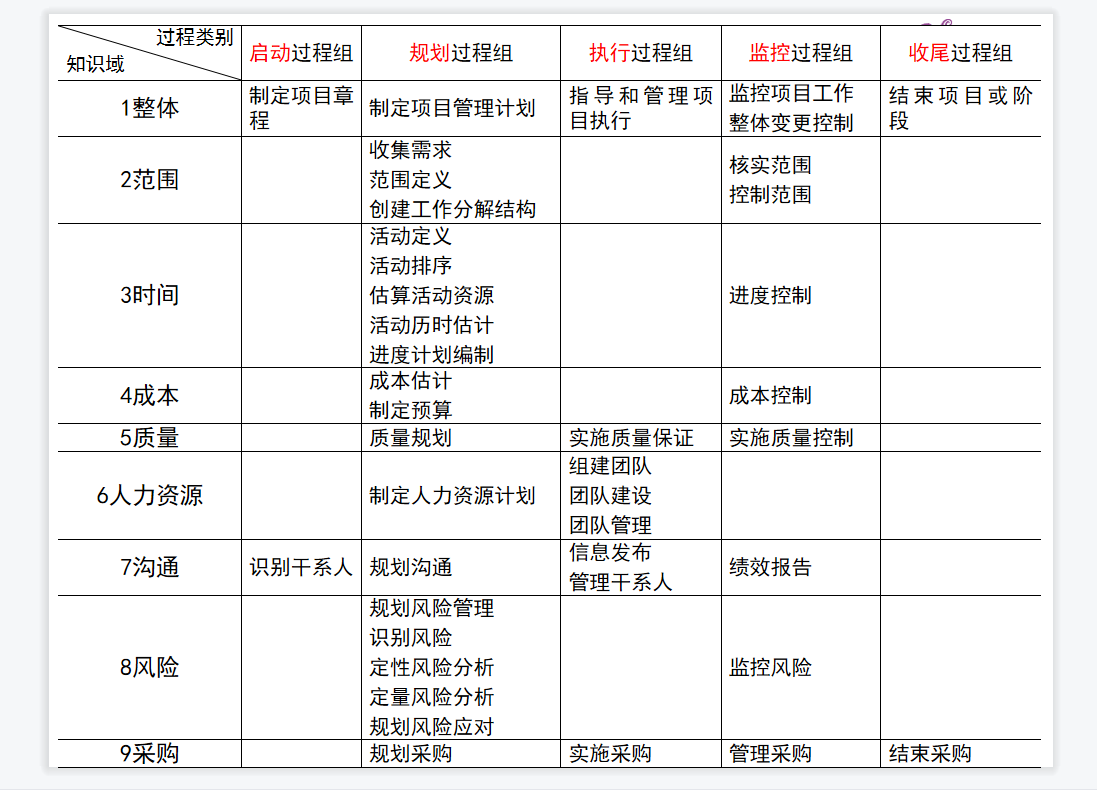 过程类别
知识域
启动过程组
规划过程组
执行过程组
监控过程组
收尾过程组
1整体
制定项目章
程
制定项目管理计划
指导和管理项
目执行
监控项目工作
整体变更控制
结束项目或阶
段
2范围
收集需求
范围定义
创建工作分解结构
核实范围
控制范围
3时间
活动定义
活动排序
估算活动资源
活动历时估计
进度计划编制
进度控制
4成本
成本估计
制定预算
成本控制
5质量
质量规划
实施质量保证
实施质量控制
6人力资源
制定人力资源计划
组建团队
团队建设
团队管理
7沟通
识别干系人
规划沟通
信息发布
管理干系人
绩效报告
8风险
规划风险管理
识别风险
定性风险分析
定量风险分析
规划风险应对
监控风险
9采购
规划采购
实施采购
管理采购
结束采购